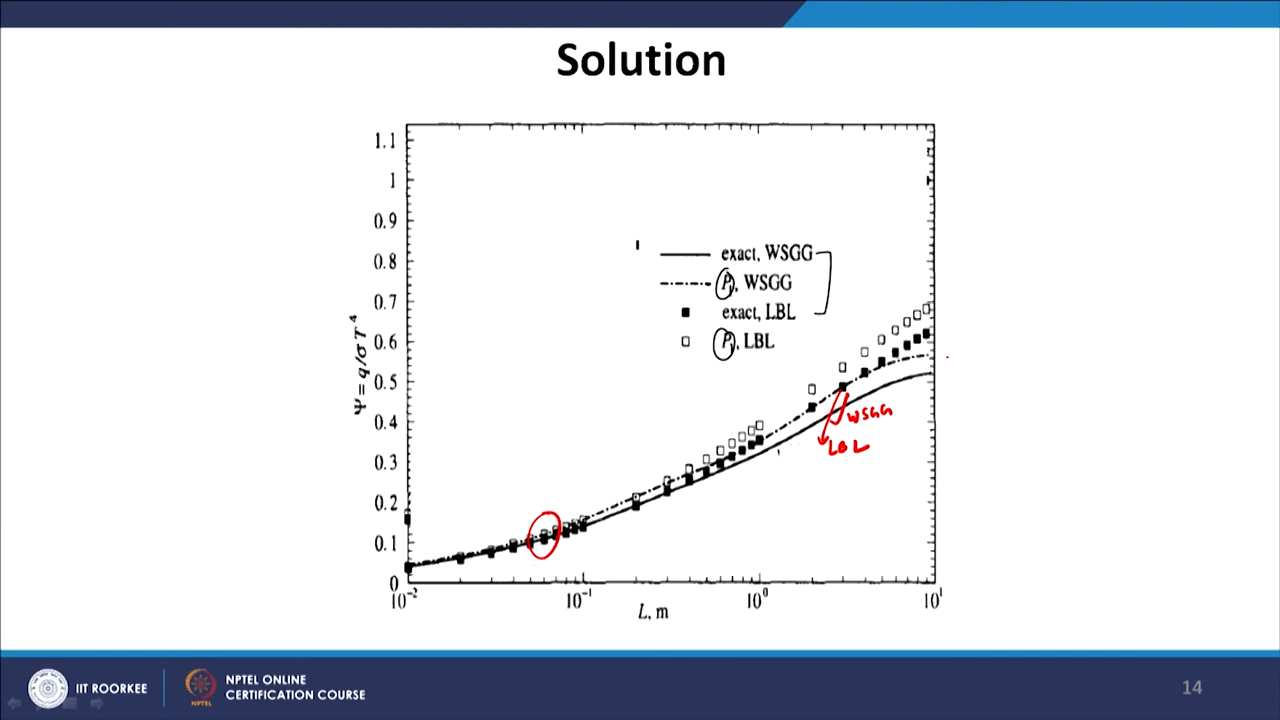 Solution
1.1
1
0.9
0.8
0.7
0.6
0.5
0.4
0.3
0.2
0.1
0
Ψ = q/σT⁴
exact, WSGG
P₁, WSGG
exact, LBL
P₁, LBL
WSGG
LBL
10⁻² 10⁻¹ 10⁰ 10¹
L, m
IIT ROORKEE
NPTEL ONLINE
CERTIFICATION COURSE
NPTEL
14